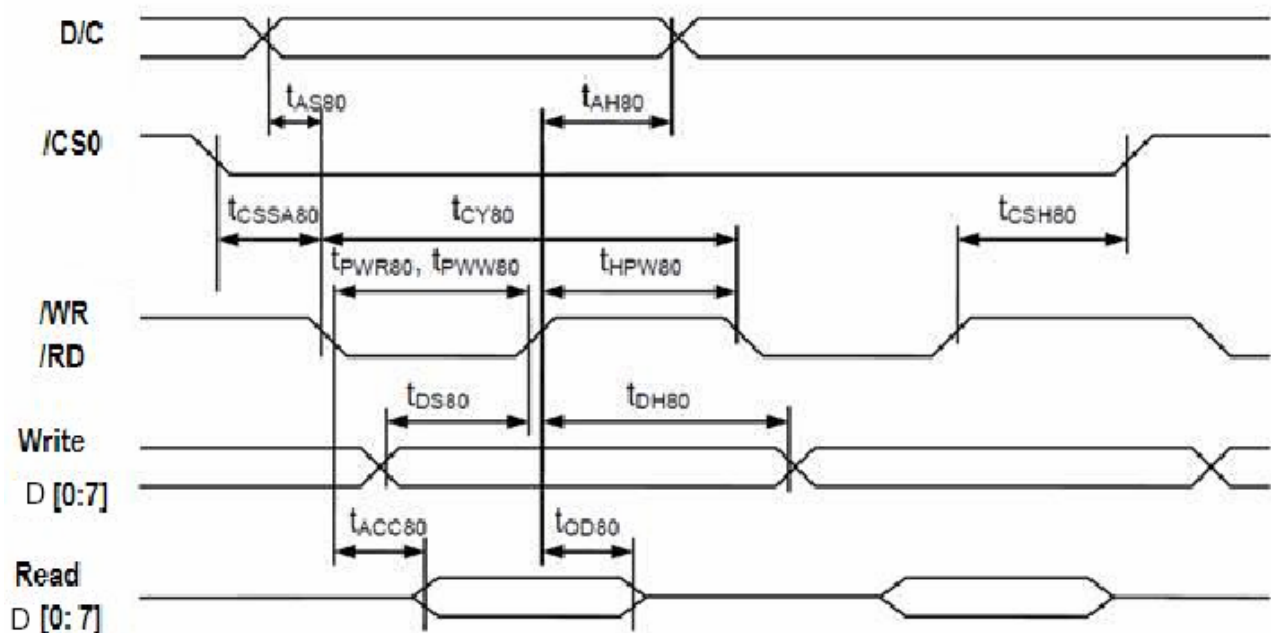 D/C
tAS80 tAH80
/CS0
tCSSA80 tCY80 tCSH80
tPWR80, tPWW80 tHPW80
/WR
/RD
tDS80 tDH80
Write
D [0:7]
tACC80 tOD80
Read
D [0: 7]